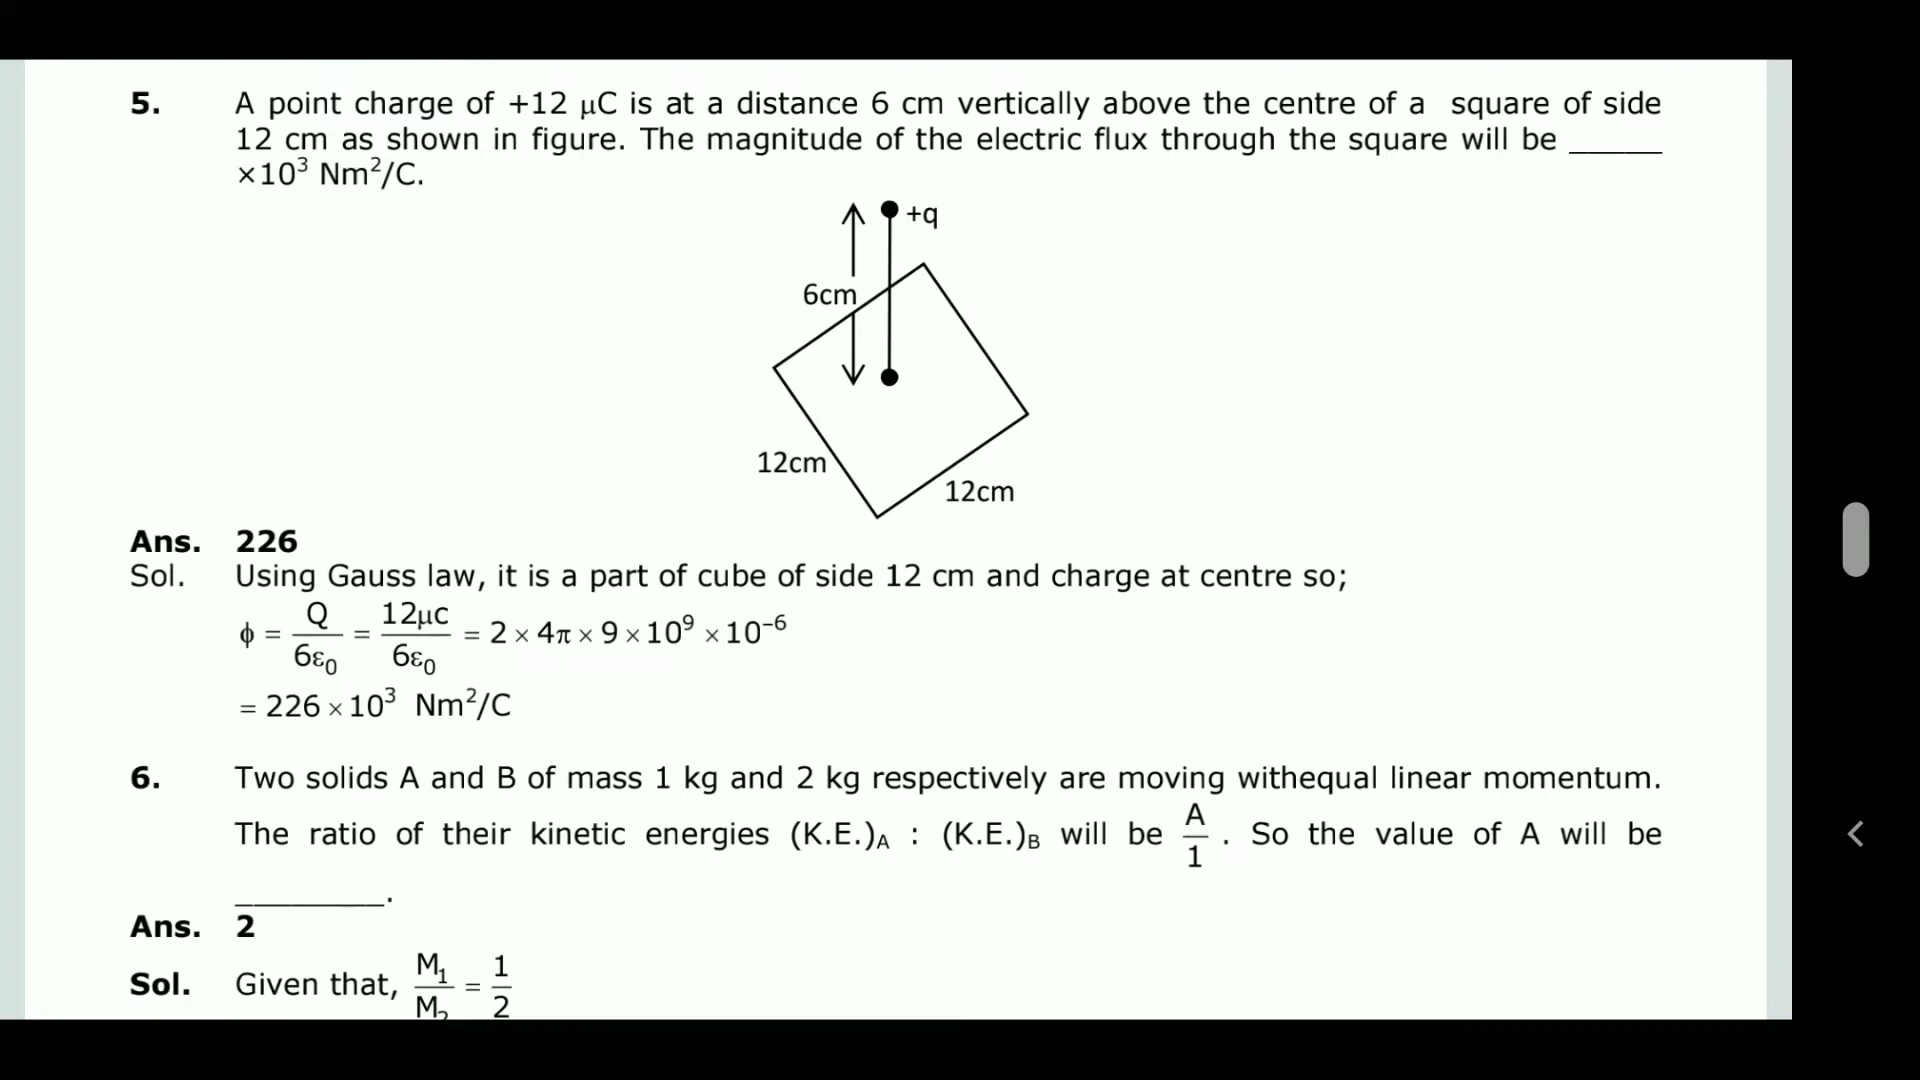 5. A point charge of +12 μC is at a distance 6 cm vertically above the centre of a square of side
12 cm as shown in figure. The magnitude of the electric flux through the square will be _____
×10³ Nm²/C.
+q
6cm
12cm
12cm
Ans. 226
Sol. Using Gauss law, it is a part of cube of side 12 cm and charge at centre so;
ϕ = Q/6ε₀ = 12μc/6ε₀ = 2 × 4π × 9 × 10⁹ × 10⁻⁶
= 226 × 10³ Nm²/C
6. Two solids A and B of mass 1 kg and 2 kg respectively are moving withequal linear momentum.
The ratio of their kinetic energies (K.E.)A : (K.E.)B will be A/1 . So the value of A will be
________.
Ans. 2
Sol. Given that, M₁/M₂ = 1/2